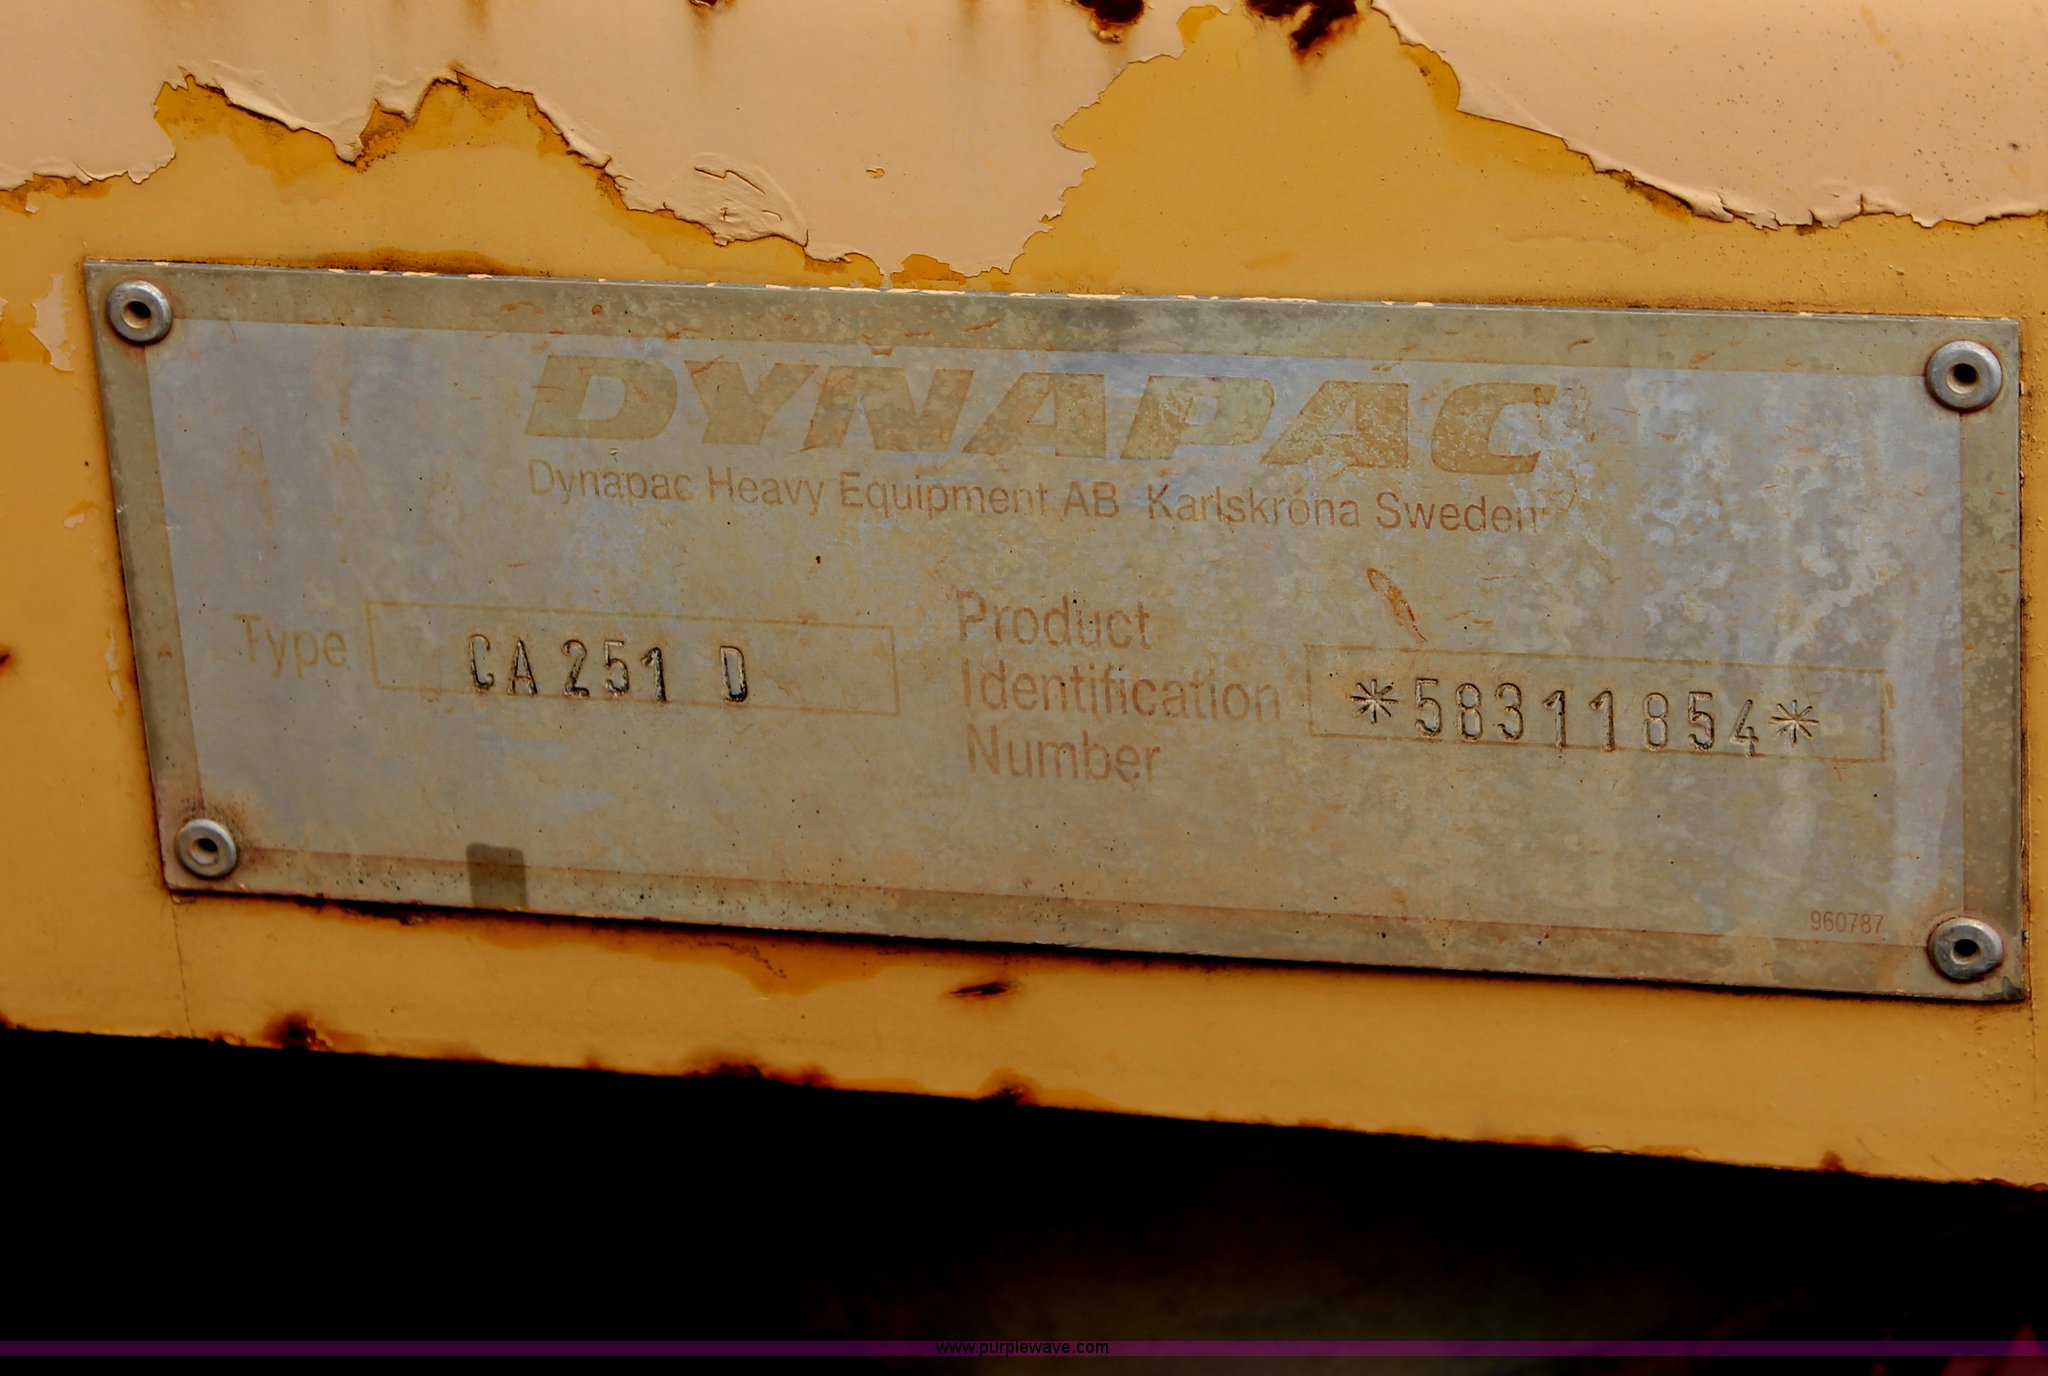 DYNAPAC
Dynapac Heavy Equipment AB Karlskrona Sweden
Type CA 251 D
Product Identification Number *58311854*
960787
www.purplewave.com